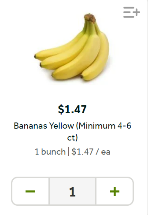 $1.47
Bananas Yellow (Minimum 4-6
ct)
1 bunch | $1.47 / ea
− 1 +